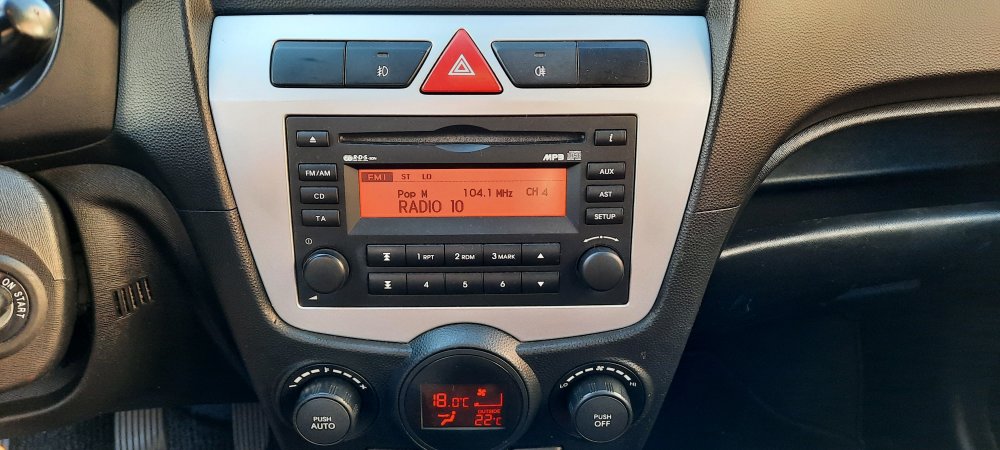 i
R·D·S
MP3
FM/AM
FM1 ST LO
AUX
CD
Pop M 104.1 MHz CH 4
AST
RADIO 10
TA
SETUP
1 RPT 2 RDM 3 MARK
4 5 6
ON START
18.0°C
OUTSIDE
22°C
LO HI
PUSH AUTO
PUSH OFF